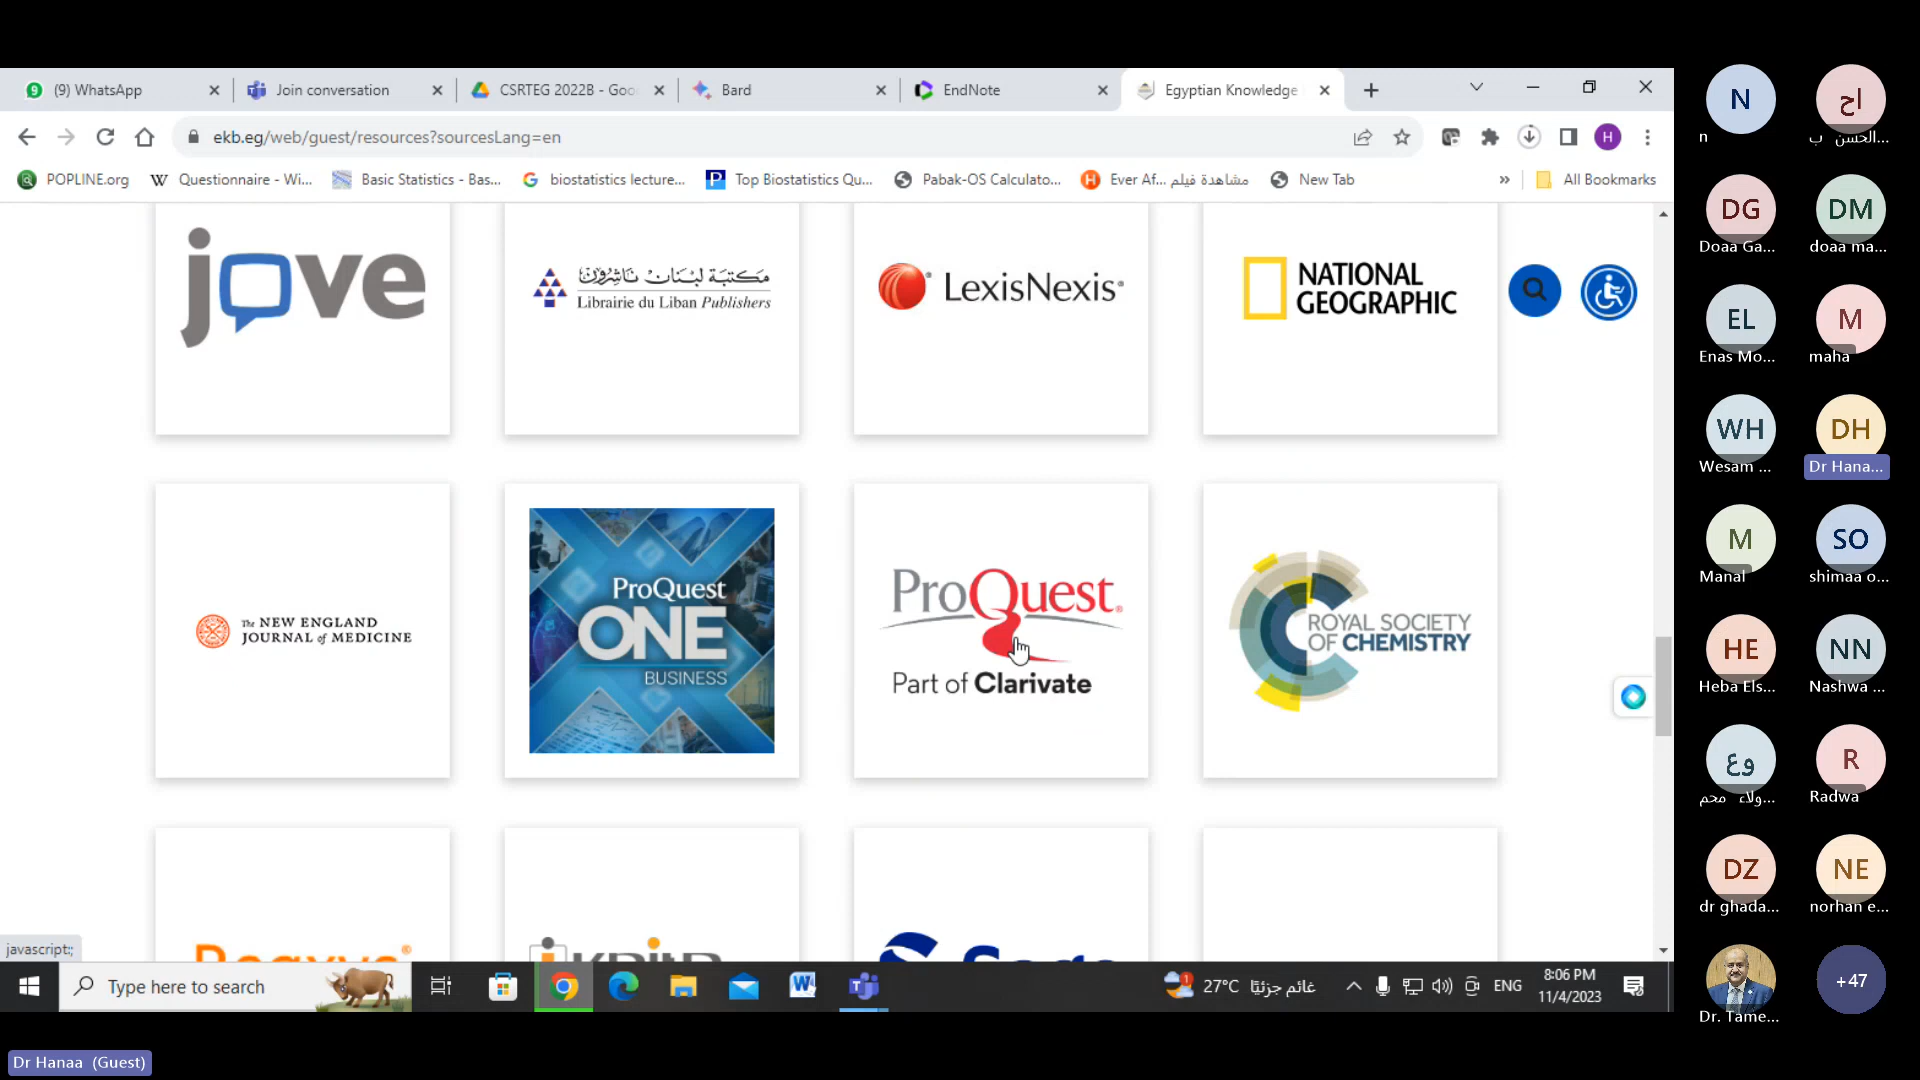 (9) WhatsApp
Join conversation
CSRTEG 2022B - Goo
Bard
EndNote
Egyptian Knowledge
ekb.eg/web/guest/resources?sourcesLang=en
H
POPLINE.org
Questionnaire - Wi...
Basic Statistics - Bas...
biostatistics lecture...
Top Biostatistics Qu...
Pabak-OS Calculato...
Ever Af... مشاهدة فيلم
New Tab
»
All Bookmarks
jove
مكتبة لبنان ناشرون
Librairie du Liban Publishers
LexisNexis®
NATIONAL
GEOGRAPHIC
The NEW ENGLAND
JOURNAL of MEDICINE
ProQuest
ONE
BUSINESS
ProQuest®
Part of Clarivate
ROYAL SOCIETY
OF CHEMISTRY
javascript:;
Type here to search
27°C غائم جزئيًا
ENG
8:06 PM
11/4/2023
N
n
اح
الحسن ب...
DG
Doaa Ga...
DM
doaa ma...
EL
Enas Mo...
M
maha
WH
Wesam ...
DH
Dr Hana...
M
Manal
SO
shimaa o...
HE
Heba Els...
NN
Nashwa ...
وع
ولاء محم...
R
Radwa
DZ
dr ghada...
NE
norhan e...
Dr. Tame...
+47
Dr Hanaa (Guest)